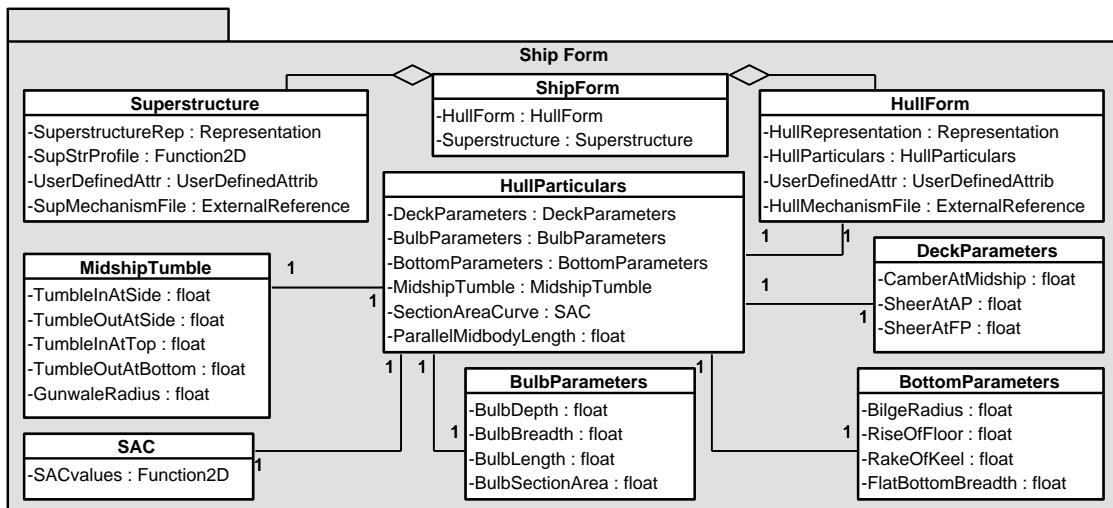 Ship Form
Superstructure
-SuperstructureRep : Representation
-SupStrProfile : Function2D
-UserDefinedAttr : UserDefinedAttrib
-SupMechanismFile : ExternalReference
ShipForm
-HullForm : HullForm
-Superstructure : Superstructure
HullForm
-HullRepresentation : Representation
-HullParticulars : HullParticulars
-UserDefinedAttr : UserDefinedAttrib
-HullMechanismFile : ExternalReference
HullParticulars
-DeckParameters : DeckParameters
-BulbParameters : BulbParameters
-BottomParameters : BottomParameters
-MidshipTumble : MidshipTumble
-SectionAreaCurve : SAC
-ParallelMidbodyLength : float
1
1
MidshipTumble
-TumbleInAtSide : float
-TumbleOutAtSide : float
-TumbleInAtTop : float
-TumbleOutAtBottom : float
-GunwaleRadius : float
1
1
DeckParameters
-CamberAtMidship : float
-SheerAtAP : float
-SheerAtFP : float
1
1
SAC
-SACvalues : Function2D
1
1
BulbParameters
-BulbDepth : float
-BulbBreadth : float
-BulbLength : float
-BulbSectionArea : float
1
1
BottomParameters
-BilgeRadius : float
-RiseOfFloor : float
-RakeOfKeel : float
-FlatBottomBreadth : float
1
1